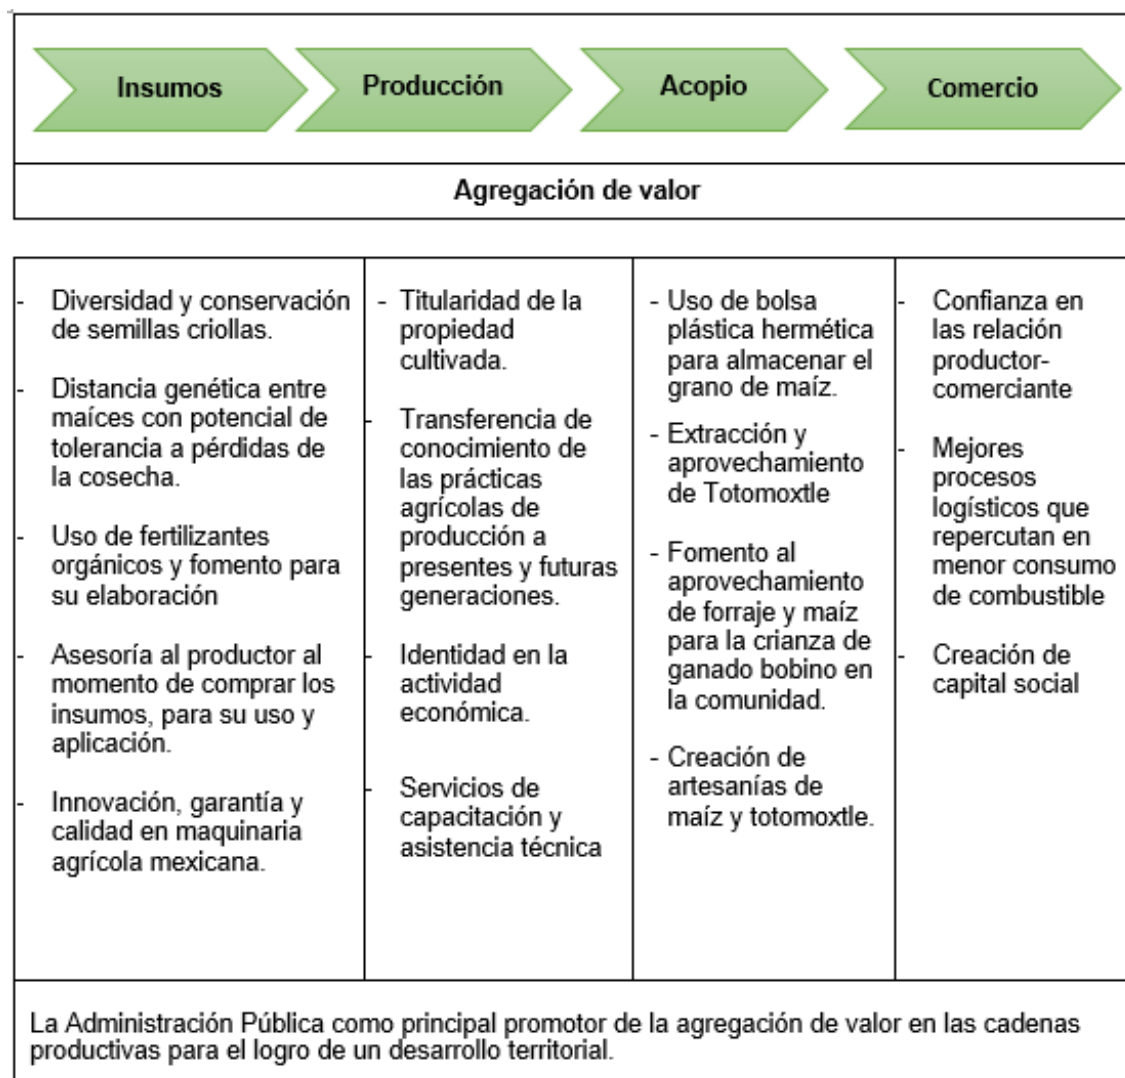 Insumos
Producción
Acopio
Comercio
Agregación de valor
- Diversidad y conservación
de semillas criollas.
- Distancia genética entre
maíces con potencial de
tolerancia a pérdidas de
la cosecha.
- Uso de fertilizantes
orgánicos y fomento para
su elaboración
- Asesoría al productor al
momento de comprar los
insumos, para su uso y
aplicación.
- Innovación, garantía y
calidad en maquinaria
agrícola mexicana.
- Titularidad de la
propiedad
cultivada.
- Transferencia de
conocimiento de
las prácticas
agrícolas de
producción a
presentes y futuras
generaciones.
- Identidad en la
actividad
económica.
- Servicios de
capacitación y
asistencia técnica
- Uso de bolsa
plástica hermética
para almacenar el
grano de maíz.
- Extracción y
aprovechamiento
de Totomoxtle
- Fomento al
aprovechamiento
de forraje y maíz
para la crianza de
ganado bobino en
la comunidad.
- Creación de
artesanías de
maíz y totomoxtle.
- Confianza en
las relación
productor-
comerciante
- Mejores
procesos
logísticos que
repercutan en
menor consumo
de combustible
- Creación de
capital social
La Administración Pública como principal promotor de la agregación de valor en las cadenas
productivas para el logro de un desarrollo territorial.